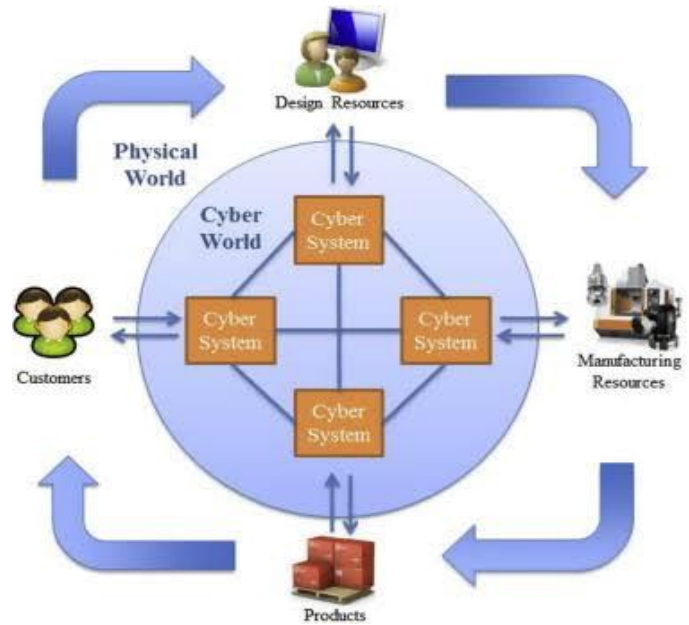 Design Resources
Physical
World
Cyber
World
Cyber
System
Cyber
System
Cyber
System
Customers
Manufacturing
Resources
Cyber
System
Products